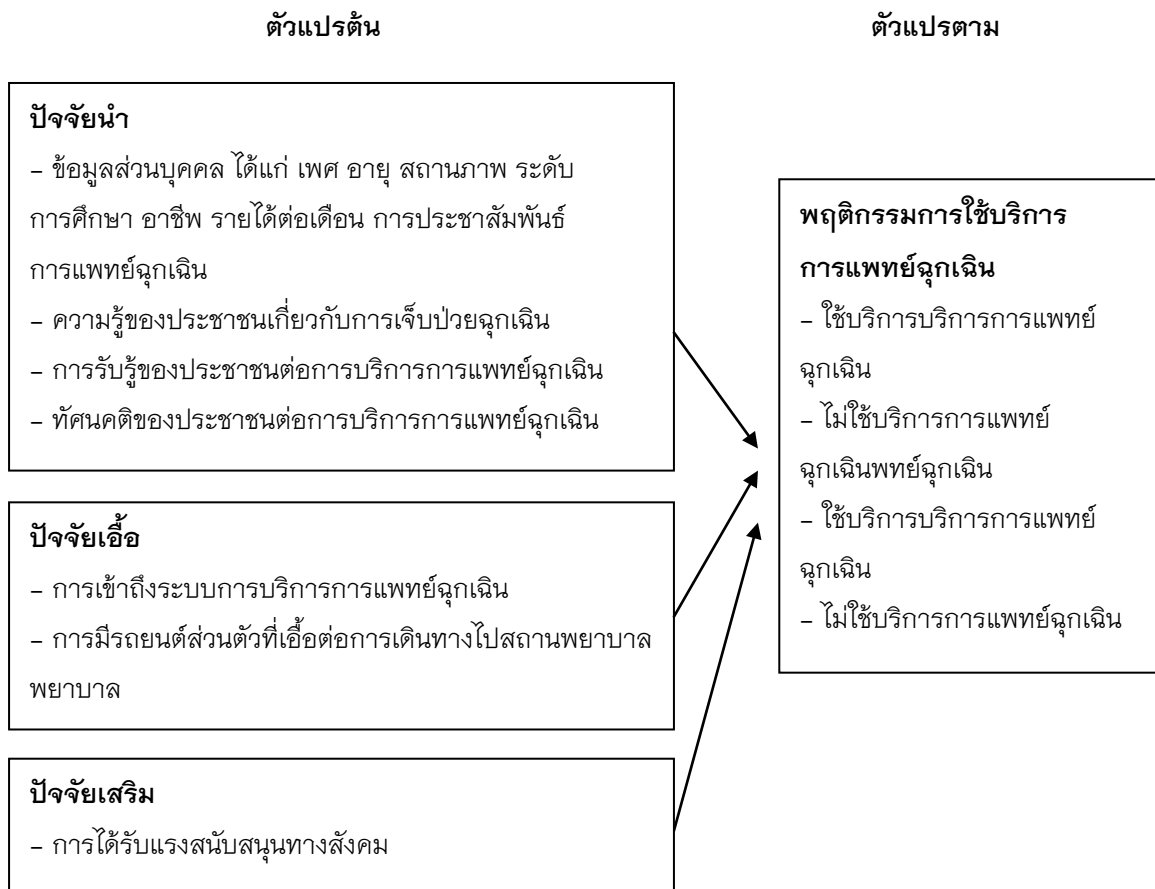 ตัวแปรต้น
ตัวแปรตาม
ปัจจัยนำ
– ข้อมูลส่วนบุคคล ได้แก่ เพศ อายุ สถานภาพ ระดับ
การศึกษา อาชีพ รายได้ต่อเดือน การประชาสัมพันธ์
การแพทย์ฉุกเฉิน
– ความรู้ของประชาชนเกี่ยวกับการเจ็บป่วยฉุกเฉิน
– การรับรู้ของประชาชนต่อการบริการการแพทย์ฉุกเฉิน
– ทัศนคติของประชาชนต่อการบริการการแพทย์ฉุกเฉิน
ปัจจัยเอื้อ
– การเข้าถึงระบบการบริการการแพทย์ฉุกเฉิน
– การมีรถยนต์ส่วนตัวที่เอื้อต่อการเดินทางไปสถานพยาบาล
พยาบาล
ปัจจัยเสริม
– การได้รับแรงสนับสนุนทางสังคม
พฤติกรรมการใช้บริการ
การแพทย์ฉุกเฉิน
– ใช้บริการบริการการแพทย์
ฉุกเฉิน
– ไม่ใช้บริการการแพทย์
ฉุกเฉินพทย์ฉุกเฉิน
– ใช้บริการบริการการแพทย์
ฉุกเฉิน
– ไม่ใช้บริการการแพทย์ฉุกเฉิน